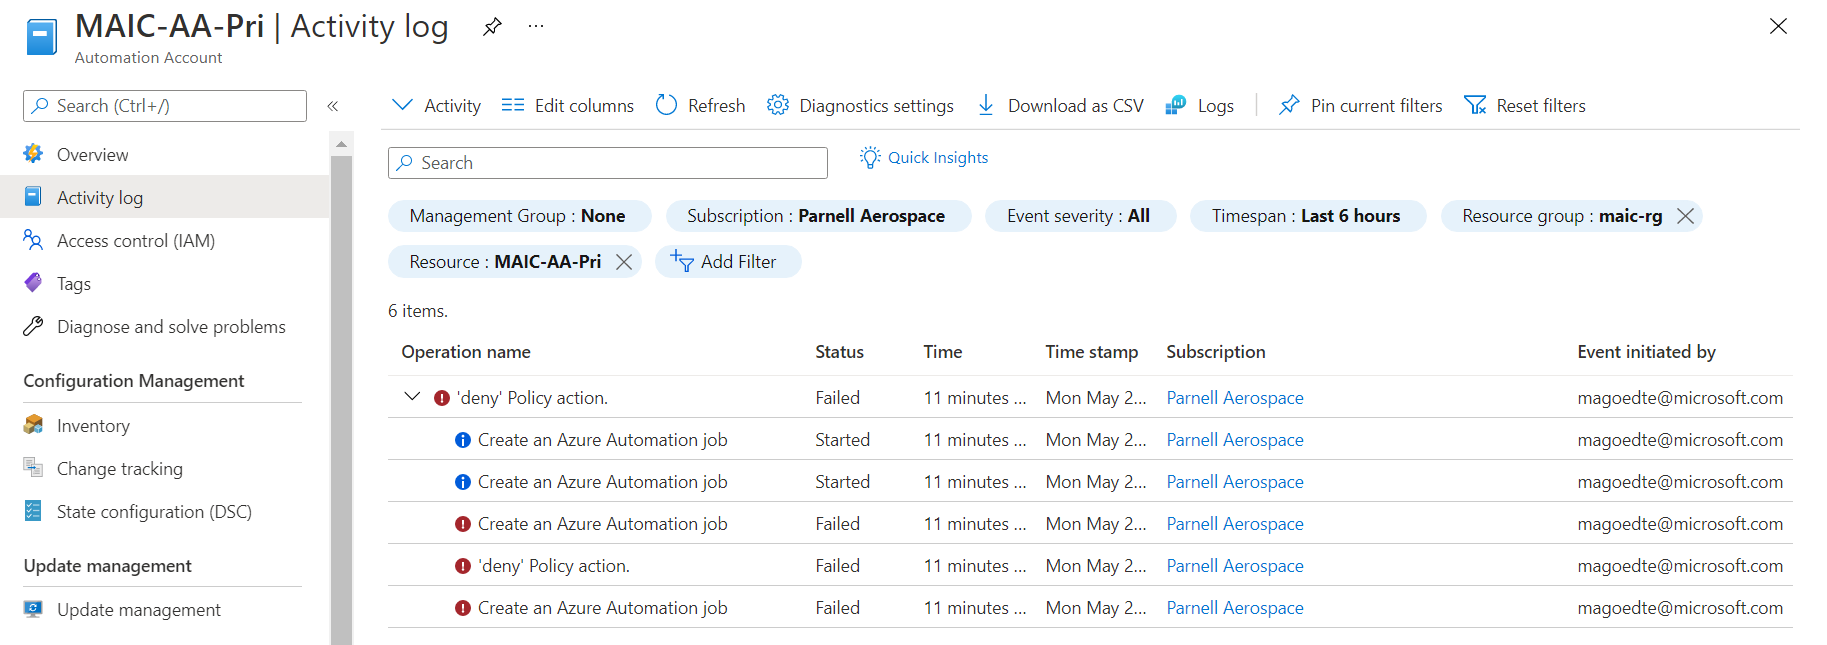 MAIC-AA-Pri | Activity log ...
Automation Account
Search (Ctrl+/)
«
Overview
Activity log
Access control (IAM)
Tags
Diagnose and solve problems
Configuration Management
Inventory
Change tracking
State configuration (DSC)
Update management
Update management
Activity Edit columns Refresh Diagnostics settings Download as CSV Logs Pin current filters Reset filters
Search Quick Insights
Management Group : None Subscription : Parnell Aerospace Event severity : All Timespan : Last 6 hours Resource group : maic-rg
Resource : MAIC-AA-Pri Add Filter
6 items.
Operation name Status Time Time stamp Subscription Event initiated by
'deny' Policy action. Failed 11 minutes ... Mon May 2... Parnell Aerospace magoedte@microsoft.com
Create an Azure Automation job Started 11 minutes ... Mon May 2... Parnell Aerospace magoedte@microsoft.com
Create an Azure Automation job Started 11 minutes ... Mon May 2... Parnell Aerospace magoedte@microsoft.com
Create an Azure Automation job Failed 11 minutes ... Mon May 2... Parnell Aerospace magoedte@microsoft.com
'deny' Policy action. Failed 11 minutes ... Mon May 2... Parnell Aerospace magoedte@microsoft.com
Create an Azure Automation job Failed 11 minutes ... Mon May 2... Parnell Aerospace magoedte@microsoft.com